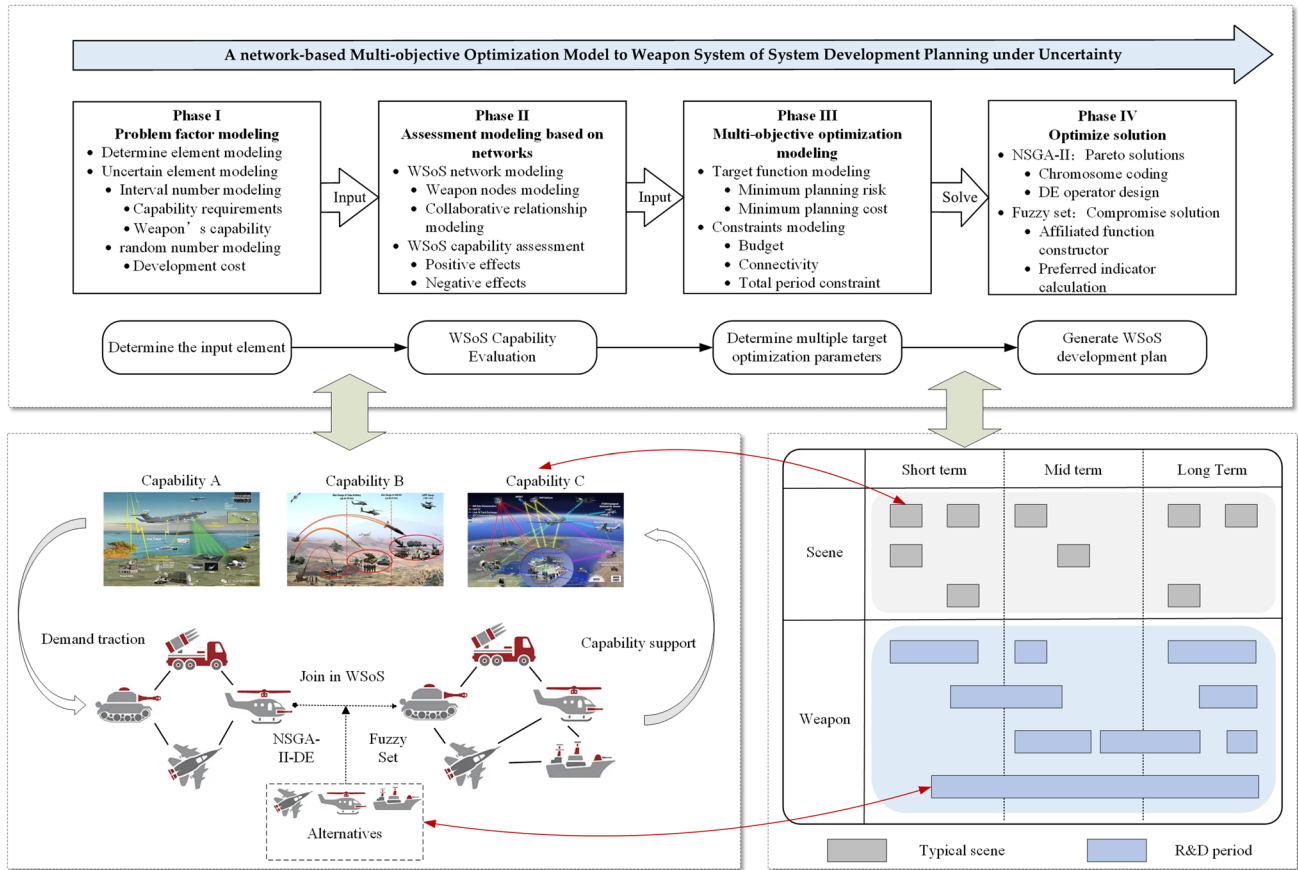 A network-based Multi-objective Optimization Model to Weapon System of System Development Planning under Uncertainty
Phase I
Problem factor modeling
• Determine element modeling
• Uncertain element modeling
• Interval number modeling
• Capability requirements
• Weapon’s capability
• random number modeling
• Development cost
Input
Phase II
Assessment modeling based on
networks
• WSoS network modeling
• Weapon nodes modeling
• Collaborative relationship
modeling
• WSoS capability assessment
• Positive effects
• Negative effects
Input
Phase III
Multi-objective optimization
modeling
• Target function modeling
• Minimum planning risk
• Minimum planning cost
• Constraints modeling
• Budget
• Connectivity
• Total period constraint
Solve
Phase IV
Optimize solution
• NSGA-II：Pareto solutions
• Chromosome coding
• DE operator design
• Fuzzy set：Compromise solution
• Affiliated function
constructor
• Preferred indicator
calculation
Determine the input element
WSoS Capability
Evaluation
Determine multiple target
optimization parameters
Generate WSoS
development plan
Capability A
Capability B
Capability C
Demand traction
Capability support
Join in WSoS
NSGA-
II-DE
Fuzzy
Set
Alternatives
Short term
Mid term
Long Term
Scene
Weapon
Typical scene
R&D period